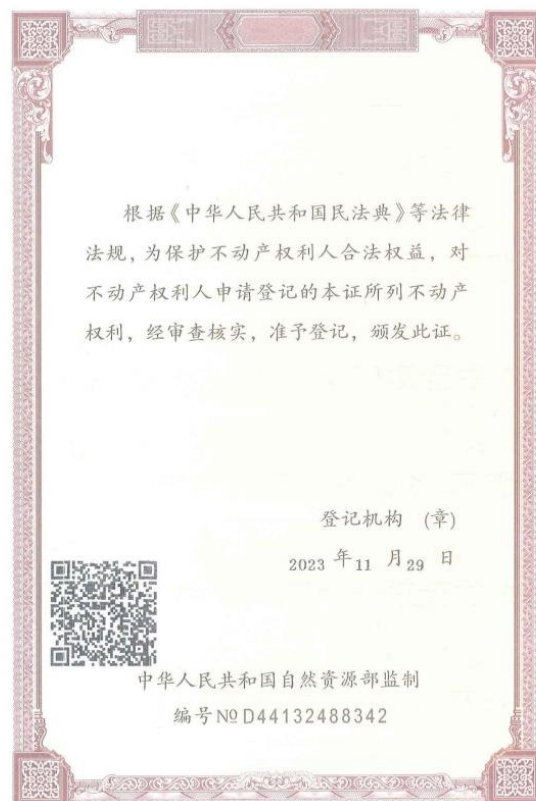 根据《中华人民共和国民法典》等法律
法规，为保护不动产权利人合法权益，对
不动产权利人申请登记的本证所列不动产
权利，经审查核实，准予登记，颁发此证。
登记机构 （章）
2023 年 11 月 29 日
中华人民共和国自然资源部监制
编号 № D44132488342